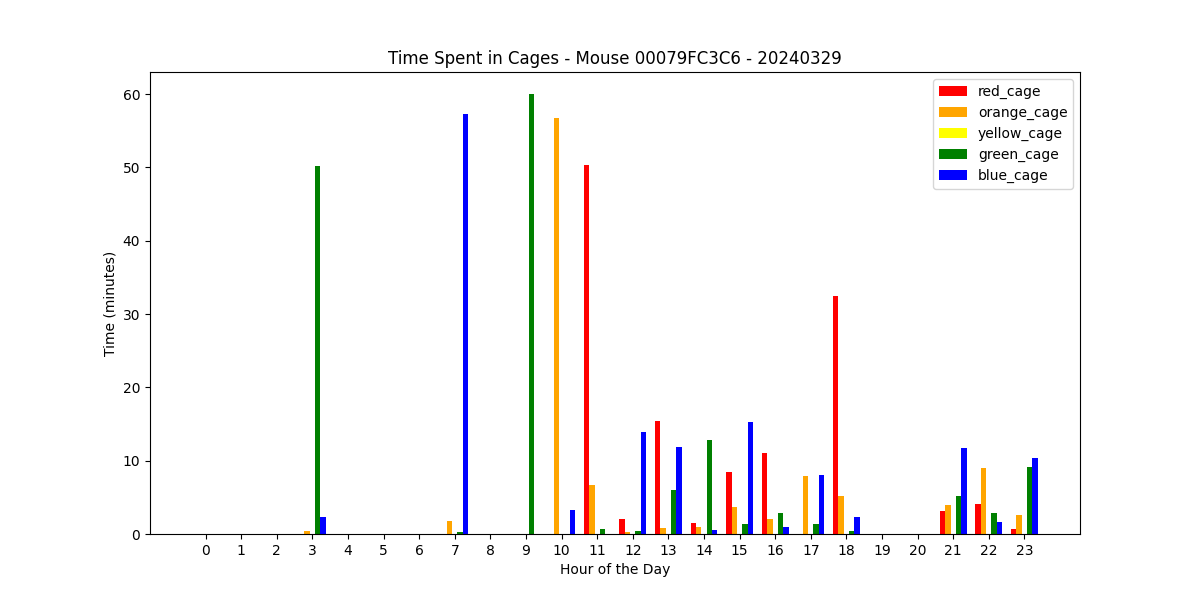 Time Spent in Cages - Mouse 00079FC3C6 - 20240329
red_cage
orange_cage
yellow_cage
green_cage
blue_cage
60
50
40
30
20
10
0
Time (minutes)
0 1 2 3 4 5 6 7 8 9 10 11 12 13 14 15 16 17 18 19 20 21 22 23
Hour of the Day